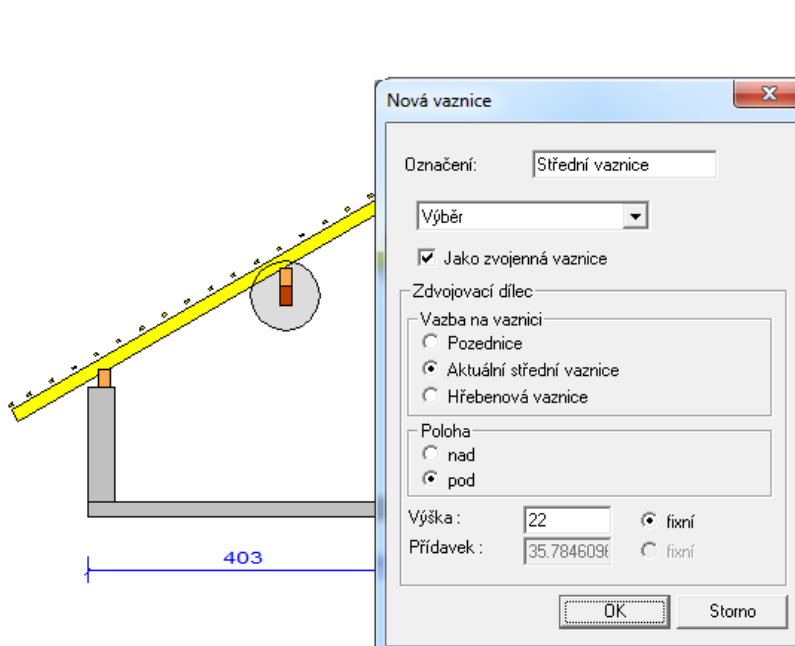 Nová vaznice
Označení: Střední vaznice
Výběr
Jako zvojenná vaznice
Zdvojovací dílec
Vazba na vaznici
Pozednice
Aktuální střední vaznice
Hřebenová vaznice
Poloha
nad
pod
Výška : 22 fixní
Přídavek : 35.7846096 fixní
OK Storno
403